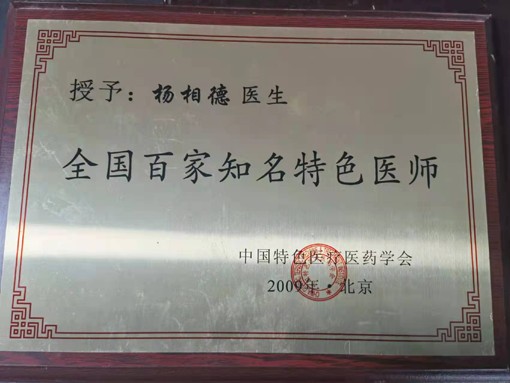 授予：杨相德 医生
全国百家知名特色医师
中国特色医疗医药学会
2009年·北京